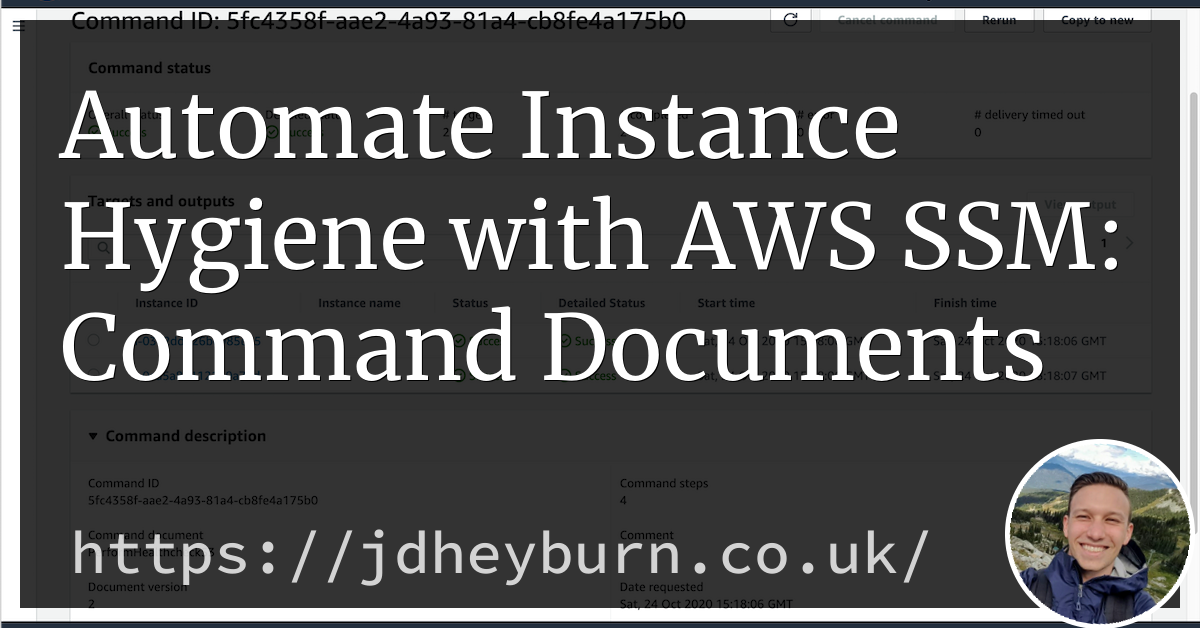 Command ID: 5fc4358f-aae2-4a93-81a4-cb8fe4a175b0
Cancel command
Rerun
Copy to new
Command status
# delivery timed out
0
Automate Instance
Targets and outputs
Hygiene with AWS SSM:
1
Instance ID Instance name Status Detailed Status Start time Finish time
Command Documents
Command description
Command ID
5fc4358f-aae2-4a93-81a4-cb8fe4a175b0
Command steps
4
Command document
Comment
https://jdheyburn.co.uk/
Document version
2
Date requested
Sat, 24 Oct 2020 15:18:06 GMT